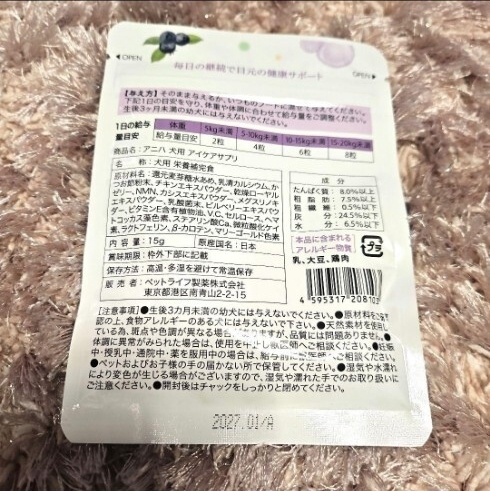 OPEN
OPEN
毎日の継続で目元の健康サポート
【与え方】そのまま与えるか、いつものフードに混ぜて与えてください。
下記1日の目安を守り、体重や体調に合わせて給与量をご調整ください。
生後3ヶ月未満の幼犬には与えないでください。
1日の給与量目安
体重 5kg未満 5-10kg未満 10-15kg未満 15-20kg未満
給与量目安 2粒 4粒 6粒 8粒
商品名:アニハ 犬用 アイケアサプリ
名 称:犬用 栄養補完食
原材料名:還元麦芽糖水あめ、乳清カルシウム、か
つお節粉末、チキンエキスパウダー、乾燥ローヤル
ゼリー、NMN、カシスエキスパウダー、メグスリノキ
エキスパウダー、乳酸菌末、ビルベリーエキスパウ
ダー、ビタミンE含有植物油、V.C、セルロース、ヘマ
トコッカス藻色素、ステアリン酸Ca、微粒酸化ケイ
素、ラクトフェリン、β-カロテン、マリーゴールド色素
内容量:15g 原産国名:日本
賞味期限:枠外下部に記載
保存方法:高温・多湿を避けて常温保存
販 売 者:ペットライフ製薬株式会社
東京都港区南青山2-2-15
成 分
たんぱく質:8.0%以上
粗 脂 肪:7.5%以上
粗 繊 維:0.5%以下
灰 分:24.5%以下
水 分:6.5%以下
本品に含まれる
アレルギー物質
乳、大豆、鶏肉
プラ
4 595317 20810
【注意事項】●生後3カ月未満の幼犬には与えないでください。●原材料をご確
認の上、食物アレルギーのある犬には与えないで下さい。●天然素材を使用し
ている為、斑点や色調が異なる場合がありますが、品質には問題ありません。●
体調に異常がみられた場合は、使用を中止し獣医師へご相談ください。●妊娠
中・授乳中・通院中・薬を服用中の場合は、給与前に獣医師へご相談ください。
●ペットおよびお子様の手の届かない所で保管してください。●湿気や水濡れ
により変色が生じる場合がございますので、湿気や濡れた手でのお取り扱いに
ご注意ください。●開封後はチャックをしっかりと閉めてください。
2027.01/A